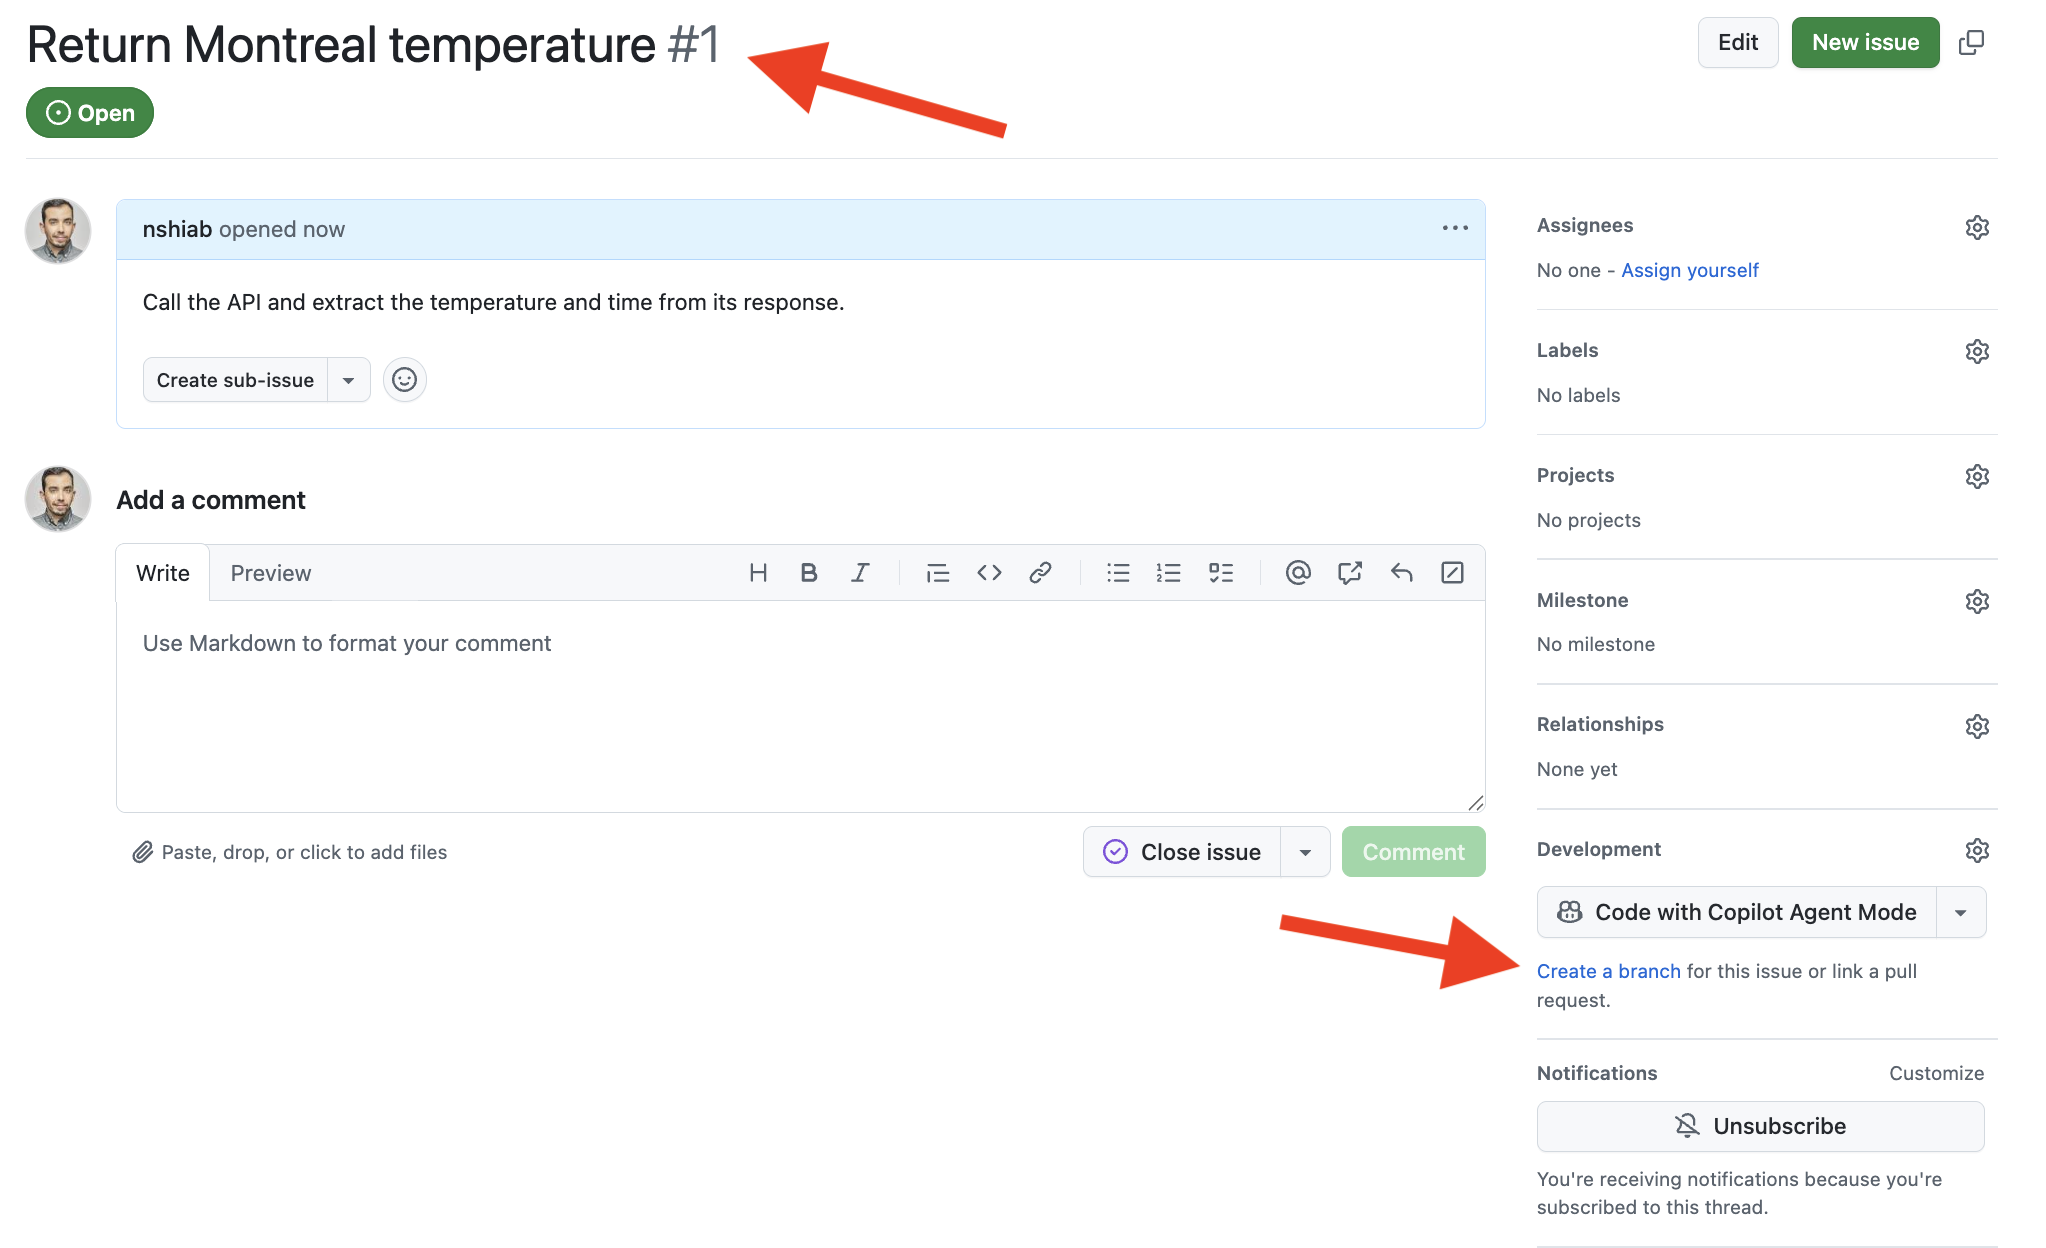 Return Montreal temperature #1
Edit
New issue
Open
nshiab opened now
Call the API and extract the temperature and time from its response.
Create sub-issue
Add a comment
Write
Preview
Use Markdown to format your comment
Paste, drop, or click to add files
Close issue
Comment
Assignees
No one - Assign yourself
Labels
No labels
Projects
No projects
Milestone
No milestone
Relationships
None yet
Development
Code with Copilot Agent Mode
Create a branch for this issue or link a pull
request.
Notifications
Customize
Unsubscribe
You're receiving notifications because you're
subscribed to this thread.